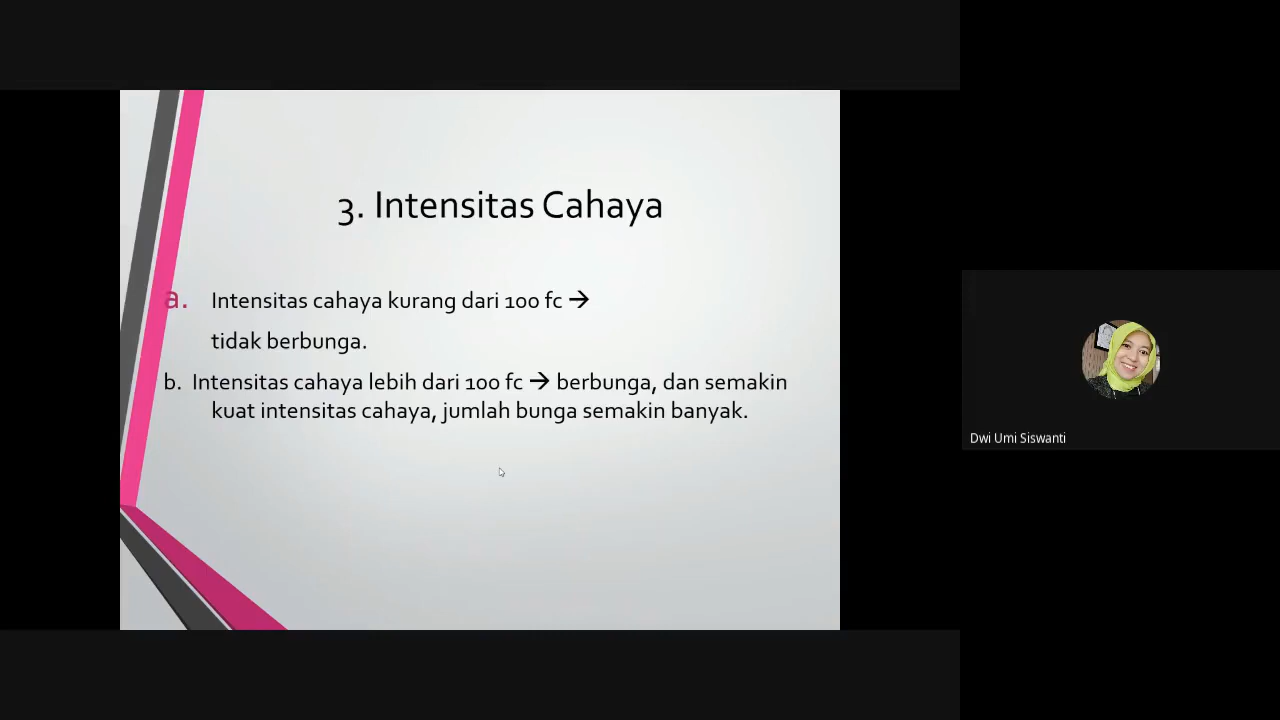 3. Intensitas Cahaya
a. Intensitas cahaya kurang dari 100 fc →
tidak berbunga.
b. Intensitas cahaya lebih dari 100 fc → berbunga, dan semakin
kuat intensitas cahaya, jumlah bunga semakin banyak.
Dwi Umi Siswanti